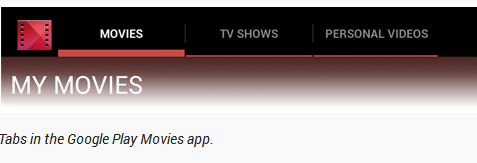 MOVIES TV SHOWS PERSONAL VIDEOS
MY MOVIES
Tabs in the Google Play Movies app.